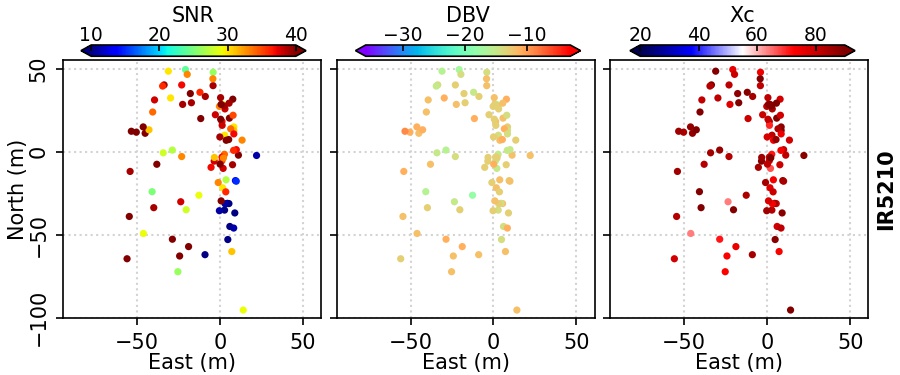 SNR DBV Xc
10 20 30 40 −30 −20 −10 20 40 60 80
50
0
−50
−100
North (m)
−50 0 50 −50 0 50 −50 0 50
East (m) East (m) East (m)
IR5210